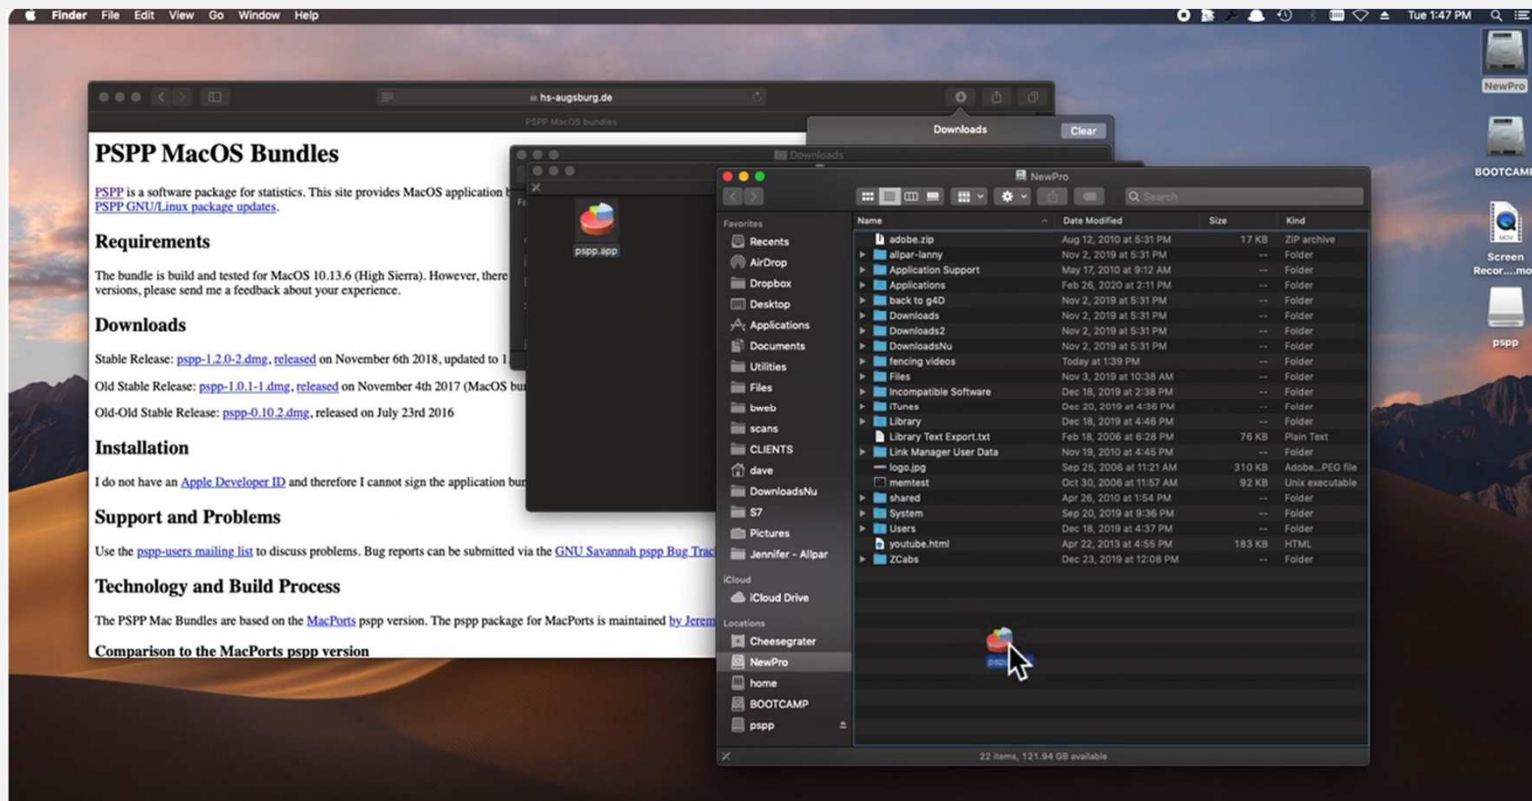 Finder File Edit View Go Window Help
Tue 1:47 PM
hs-augsburg.de
PSPP MacOS bundles
Downloads Clear
PSPP MacOS Bundles
PSPP is a software package for statistics. This site provides MacOS application
PSPP GNU/Linux package updates.
Requirements
The bundle is build and tested for MacOS 10.13.6 (High Sierra). However, there
versions, please send me a feedback about your experience.
Downloads
Stable Release: pspp-1.2.0-2.dmg, released on November 6th 2018, updated to 1.
Old Stable Release: pspp-1.0.1-1.dmg, released on November 4th 2017 (MacOS
Old-Old Stable Release: pspp-0.10.2.dmg, released on July 23rd 2016
Installation
I do not have an Apple Developer ID and therefore I cannot sign the application
Support and Problems
Use the pspp-users mailing list to discuss problems. Bug reports can be submitted via the GNU Savannah pspp Bug
Technology and Build Process
The PSPP Mac Bundles are based on the MacPorts pspp version. The pspp package for MacPorts is maintained by
Comparison to the MacPorts pspp version
Downloads
pspp.app
NewPro
Search
Favorites
Recents
AirDrop
Dropbox
Desktop
Applications
Documents
Utilities
Files
bweb
scans
CLIENTS
dave
DownloadsNu
S7
Pictures
Jennifer - Allpar
iCloud
iCloud Drive
Locations
Cheesegrater
NewPro
home
BOOTCAMP
pspp
Name Date Modified Size Kind
adobe.zip Aug 12, 2010 at 5:31 PM 17 KB ZIP archive
allpar-lanny Nov 2, 2019 at 5:31 PM -- Folder
Application Support May 17, 2010 at 9:12 AM -- Folder
Applications Feb 26, 2020 at 2:11 PM -- Folder
back to g4D Nov 2, 2019 at 5:31 PM -- Folder
Downloads Nov 2, 2019 at 5:31 PM -- Folder
Downloads2 Nov 2, 2019 at 5:31 PM -- Folder
DownloadsNu Nov 2, 2019 at 5:31 PM -- Folder
fencing videos Today at 1:39 PM -- Folder
Files Nov 3, 2019 at 10:38 AM -- Folder
Incompatible Software Dec 18, 2019 at 2:38 PM -- Folder
iTunes Dec 20, 2019 at 4:36 PM -- Folder
Library Dec 18, 2019 at 4:46 PM -- Folder
Library Text Export.txt Feb 18, 2006 at 6:28 PM 76 KB Plain Text
Link Manager User Data Nov 19, 2010 at 4:45 PM -- Folder
logo.jpg Sep 25, 2006 at 11:21 AM 310 KB Adobe...PEG file
memtest Oct 30, 2006 at 11:57 AM 92 KB Unix executable
shared Apr 26, 2010 at 1:54 PM -- Folder
System Sep 20, 2019 at 9:36 PM -- Folder
Users Dec 18, 2019 at 4:37 PM -- Folder
youtube.html Apr 22, 2013 at 4:55 PM 183 KB HTML
ZCabs Dec 23, 2019 at 12:08 PM -- Folder
22 items, 121.94 GB available
NewPro
BOOTCAMP
MOV
Screen
Recor....mo
pspp